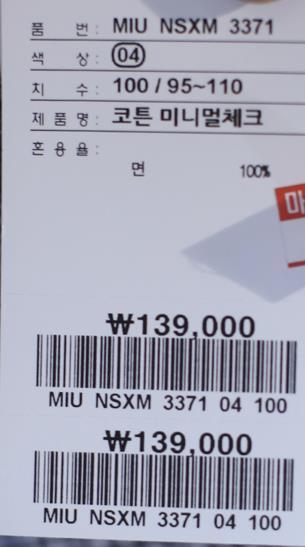 품 번: MIU NSXM 3371
색 상: 04
치 수: 100 / 95~110
제 품 명: 코튼 미니멀체크
혼 용 율:
면 100%
마
₩139,000
MIU NSXM 3371 04 100
₩139,000
MIU NSXM 3371 04 100